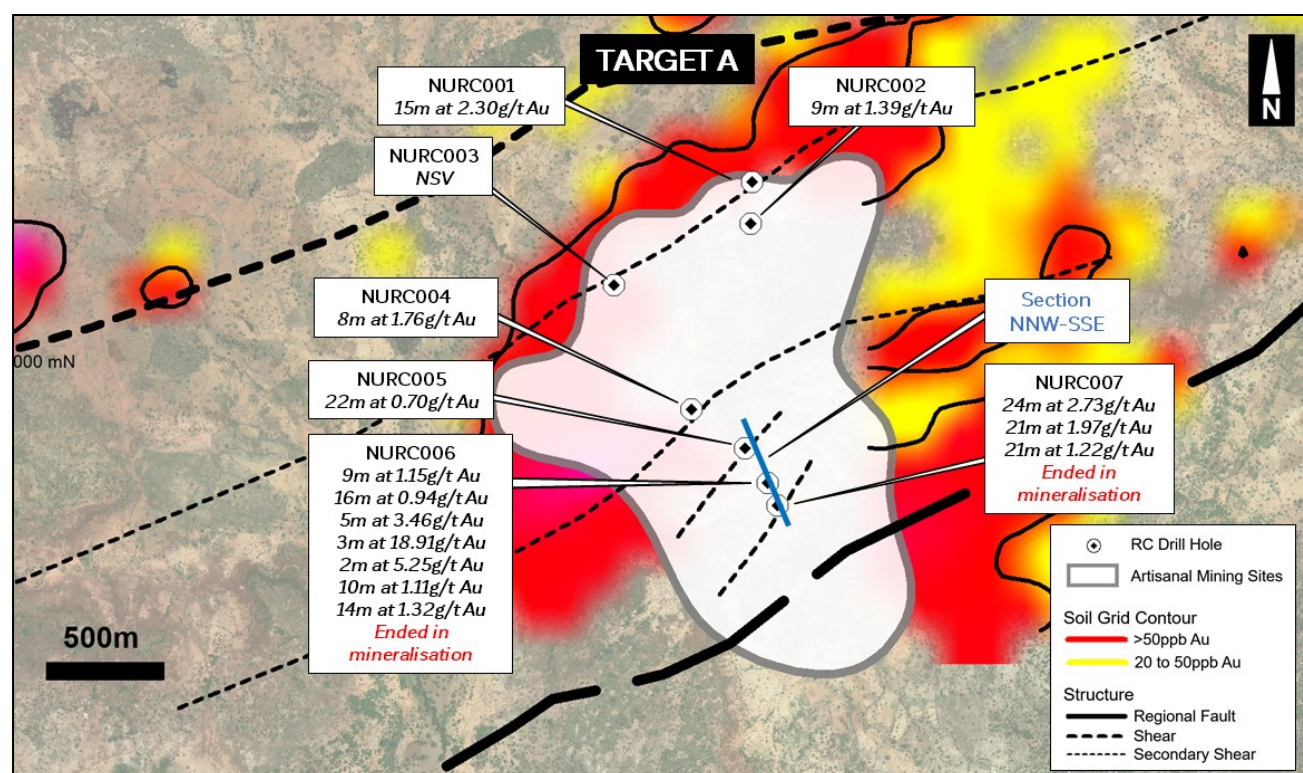 TARGET A
NURC001
15m at 2.30g/t Au
NURC002
9m at 1.39g/t Au
N
NURC003
NSV
NURC004
8m at 1.76g/t Au
Section
NNW-SSE
000 mN
NURC005
22m at 0.70g/t Au
NURC007
24m at 2.73g/t Au
21m at 1.97g/t Au
21m at 1.22g/t Au
Ended in
mineralisation
NURC006
9m at 1.15g/t Au
16m at 0.94g/t Au
5m at 3.46g/t Au
3m at 18.91g/t Au
2m at 5.25g/t Au
10m at 1.11g/t Au
14m at 1.32g/t Au
Ended in
mineralisation
500m
RC Drill Hole
Artisanal Mining Sites
Soil Grid Contour
>50ppb Au
20 to 50ppb Au
Structure
Regional Fault
Shear
Secondary Shear